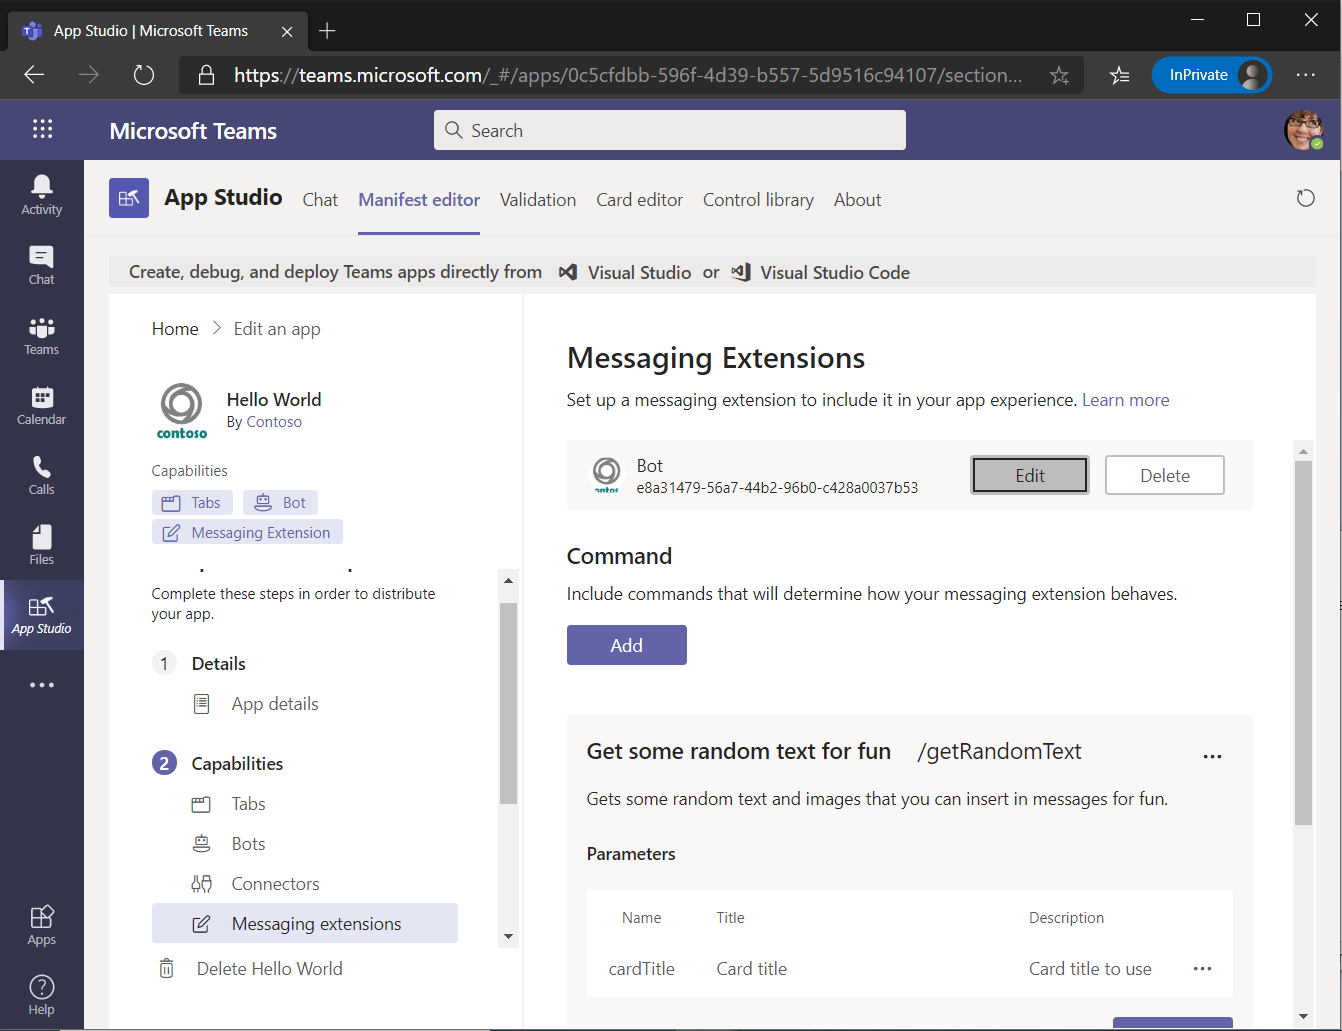 App Studio | Microsoft Teams
https://teams.microsoft.com/_#/apps/0c5cfdbb-596f-4d39-b557-5d9516c94107/section...
InPrivate
Microsoft Teams
Search
Activity
Chat
Teams
Calendar
Calls
Files
App Studio
Apps
Help
App Studio
Chat
Manifest editor
Validation
Card editor
Control library
About
Create, debug, and deploy Teams apps directly from Visual Studio or Visual Studio Code
Home > Edit an app
contoso
Hello World
By Contoso
Capabilities
Tabs
Bot
Messaging Extension
Complete these steps in order to distribute
your app.
1 Details
App details
2 Capabilities
Tabs
Bots
Connectors
Messaging extensions
Delete Hello World
Messaging Extensions
Set up a messaging extension to include it in your app experience. Learn more
Bot
e8a31479-56a7-44b2-96b0-c428a0037b53
Edit
Delete
Command
Include commands that will determine how your messaging extension behaves.
Add
Get some random text for fun /getRandomText
Gets some random text and images that you can insert in messages for fun.
Parameters
Name Title Description
cardTitle Card title Card title to use